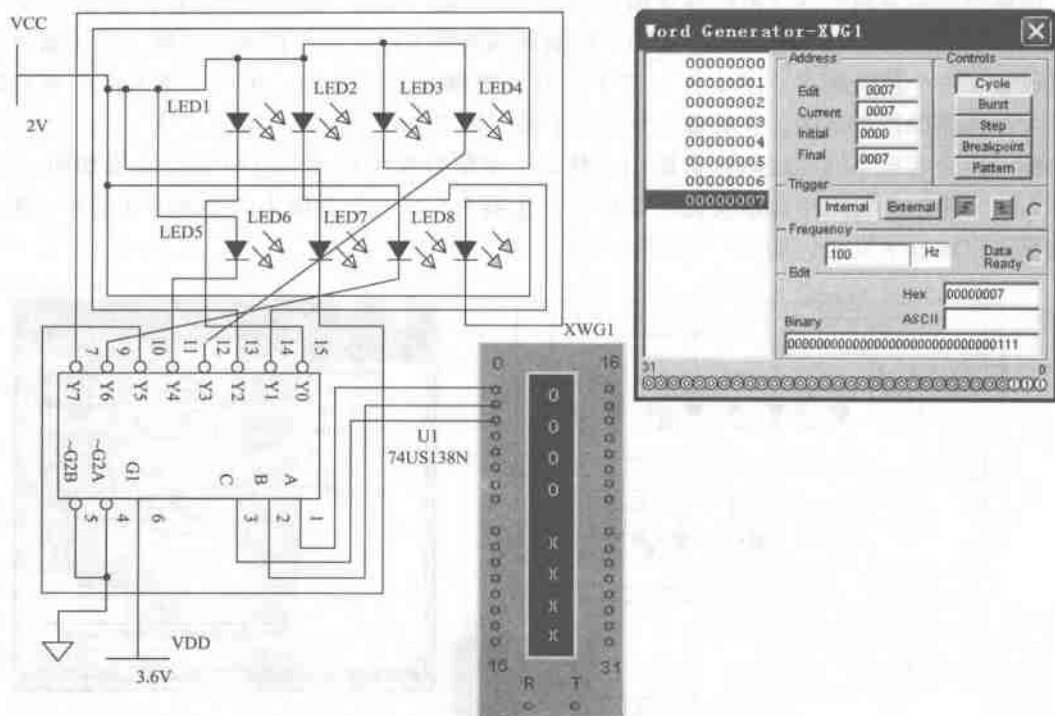 VCC
2V
LED1
LED2
LED3
LED4
LED5
LED6
LED7
LED8
7
9
10
11
12
13
14
15
Y7
Y6
Y5
Y4
Y3
Y2
Y1
Y0
~G2B
~G2A
G1
C
B
A
5
4
6
3
2
1
U1
74US138N
VDD
3.6V
XWG1
0
16
O
O
O
O
X
X
X
X
15
31
R
T
Word Generator-XWG1
00000000
00000001
00000002
00000003
00000004
00000005
00000006
00000007
Address
Edit 0007
Current 0007
Initial 0000
Final 0007
Controls
Cycle
Burst
Step
Breakpoint
Pattern
Trigger
Internal
External
Frequency
100 Hz
Data Ready
Edit
Hex 00000007
ASCII
Binary
00000000000000000000000000000111
31
0